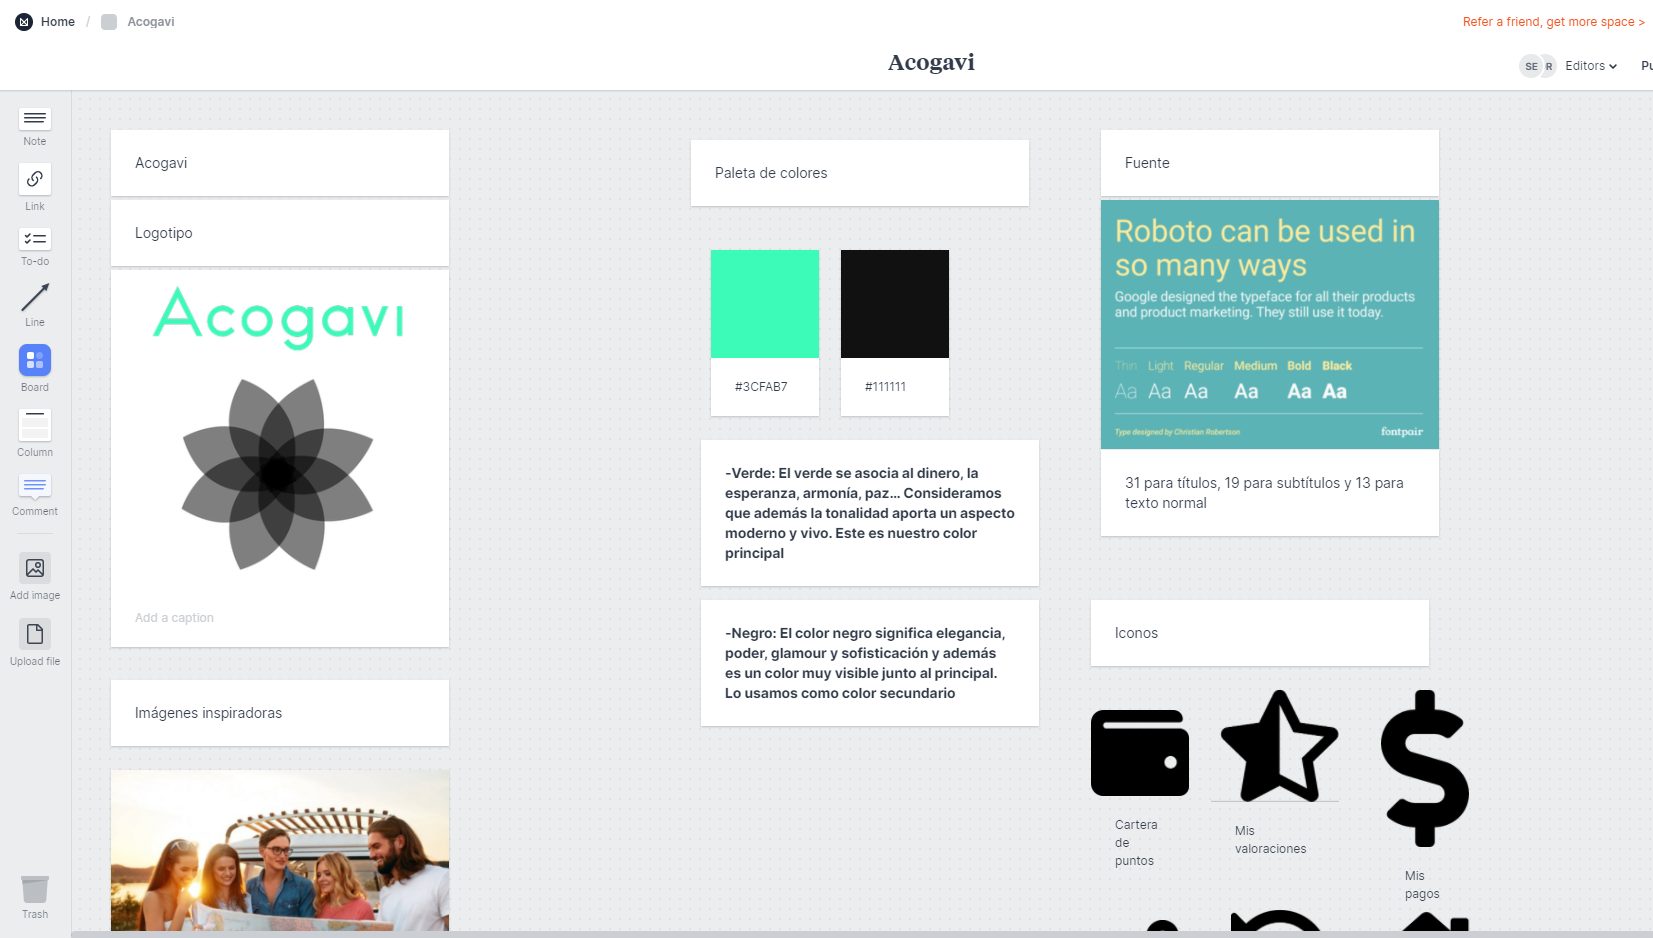 Home / Acogavi
Refer a friend, get more space >
Acogavi
SE R Editors
Note
Link
To-do
Line
Board
Column
Comment
Add image
Upload file
Trash
Acogavi
Logotipo
Acogavi
Add a caption
Imágenes inspiradoras
Paleta de colores
#3CFAB7
#111111
-Verde: El verde se asocia al dinero, la
esperanza, armonía, paz... Consideramos
que además la tonalidad aporta un aspecto
moderno y vivo. Este es nuestro color
principal
-Negro: El color negro significa elegancia,
poder, glamour y sofisticación y además
es un color muy visible junto al principal.
Lo usamos como color secundario
Fuente
Roboto can be used in
so many ways
Google designed the typeface for all their products
and product marketing. They still use it today.
Thin Light Regular Medium Bold Black
Aa Aa Aa Aa Aa Aa
Type designed by Christian Robertson
fontpair
31 para títulos, 19 para subtítulos y 13 para
texto normal
Iconos
Cartera
de
puntos
Mis
valoraciones
Mis
pagos